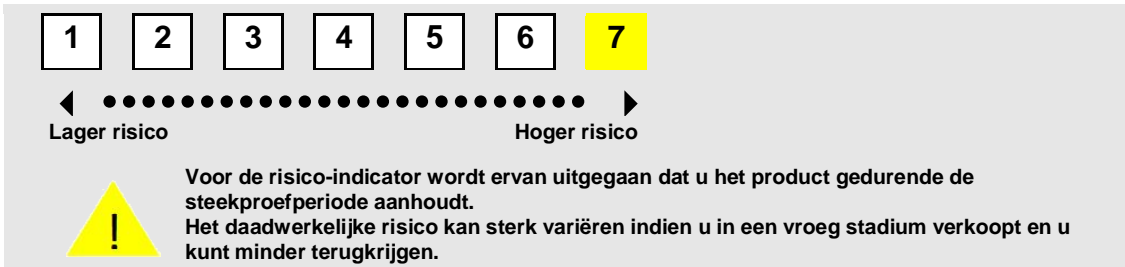 1 2 3 4 5 6 7
Lager risico Hoger risico
Voor de risico-indicator wordt ervan uitgegaan dat u het product gedurende de
steekproefperiode aanhoudt.
Het daadwerkelijke risico kan sterk variëren indien u in een vroeg stadium verkoopt en u
kunt minder terugkrijgen.
!